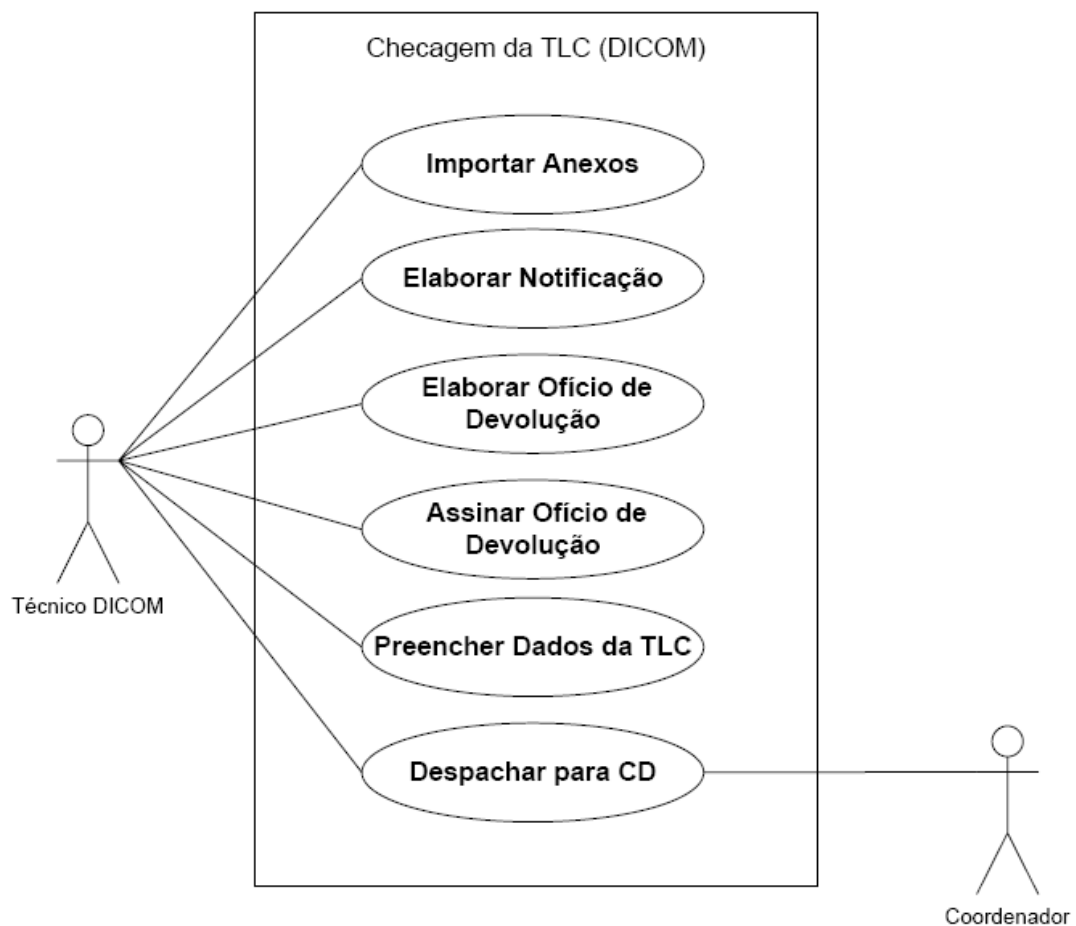 Checagem da TLC (DICOM)
Importar Anexos
Elaborar Notificação
Elaborar Ofício de
Devolução
Assinar Ofício de
Devolução
Técnico DICOM
Preencher Dados da TLC
Despachar para CD
Coordenador